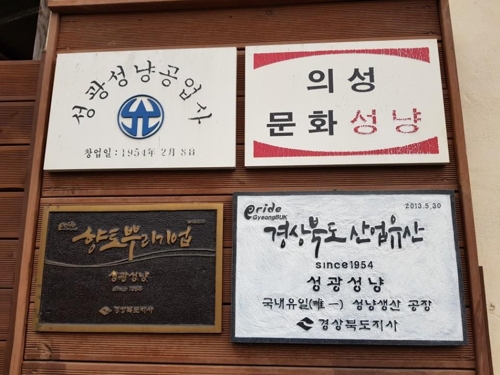 성광성냥공업사
창업일 : 1954年 2月 8日
의성
문화성냥
향토뿌리기업
성광성냥
since 1954
경상북도지사
Pride GyeongBUK
2013.5.30
경상북도 산업유산
since1954
성광성냥
국내유일(唯一) 성냥생산 공장
경상북도지사